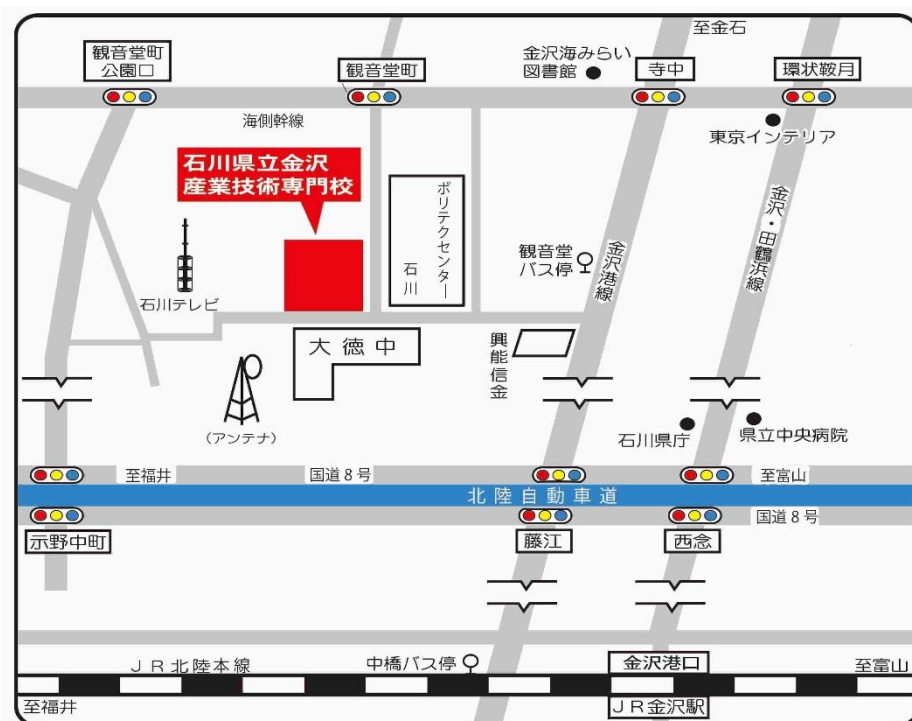 至金石
観音堂町
公園口
観音堂町
金沢海みらい
図書館
寺中
環状鞍月
海側幹線
東京インテリア
石川県立金沢
産業技術専門校
ポリテクセンター
石川
金沢・田鶴浜線
金沢港線
観音堂
バス停
石川テレビ
大徳中
興能信金
(アンテナ)
石川県庁
県立中央病院
至福井
国道8号
至富山
北陸自動車道
国道8号
示野中町
藤江
西念
JR北陸本線
中橋バス停
金沢港口
至富山
至福井
JR金沢駅